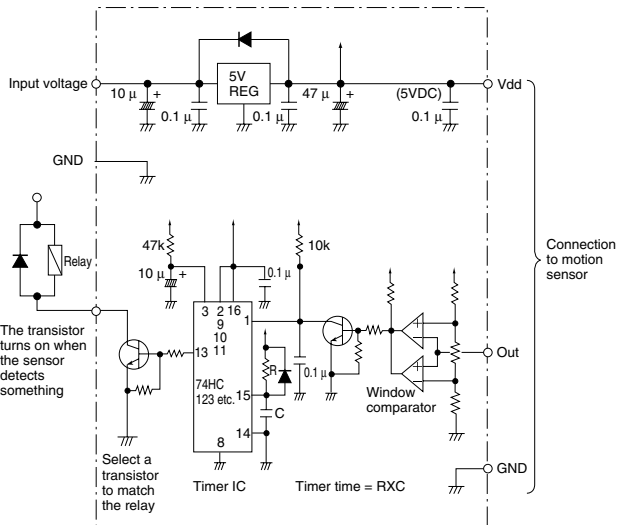 Input voltage
10 µ
+
0.1 µ
5V
REG
0.1 µ
47 µ
+
(5VDC)
0.1 µ
Vdd
GND
Relay
47k
10 µ
+
0.1 µ
10k
3
2
16
9
10
11
1
13
74HC
123 etc.
15
14
8
R
C
0.1 µ
+
−
+
−
Window
comparator
Out
GND
Connection
to motion
sensor
The transistor
turns on when
the sensor
detects
something
Select a
transistor
to match
the relay
Timer IC
Timer time = RXC